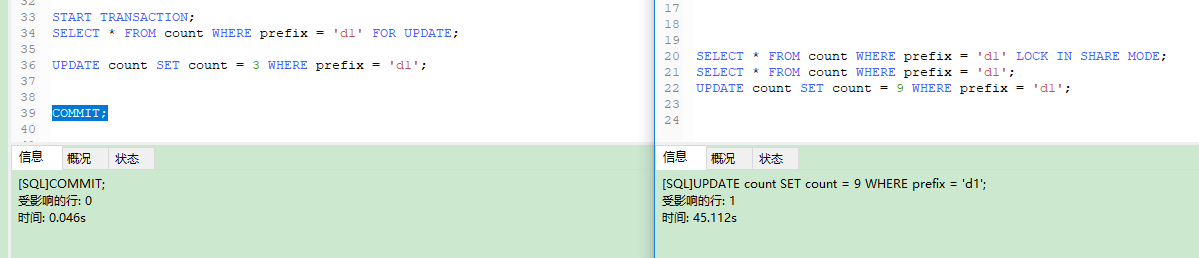 32
33 START TRANSACTION;
34 SELECT * FROM count WHERE prefix = 'd1' FOR UPDATE;
35
36 UPDATE count SET count = 3 WHERE prefix = 'd1';
37
38
39 COMMIT;
40
信息 概况 状态
[SQL]COMMIT;
受影响的行: 0
时间: 0.046s
17
18
19
20 SELECT * FROM count WHERE prefix = 'd1' LOCK IN SHARE MODE;
21 SELECT * FROM count WHERE prefix = 'd1';
22 UPDATE count SET count = 9 WHERE prefix = 'd1';
23
24
信息 概况 状态
[SQL]UPDATE count SET count = 9 WHERE prefix = 'd1';
受影响的行: 1
时间: 45.112s